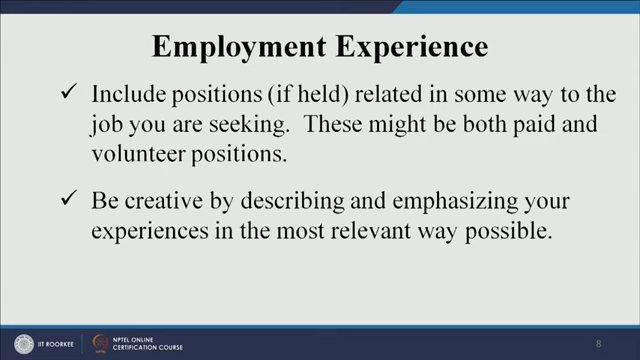 Employment Experience
✓ Include positions (if held) related in some way to the
job you are seeking. These might be both paid and
volunteer positions.
✓ Be creative by describing and emphasizing your
experiences in the most relevant way possible.
IIT ROORKEE
NPTEL ONLINE
CERTIFICATION COURSE
8